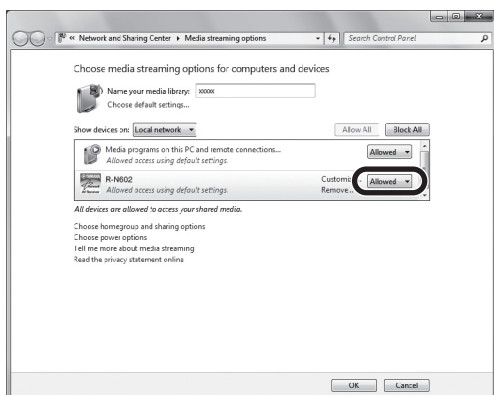 « Network and Sharing Center ▸ Media streaming options
Search Control Panel
Choose media streaming options for computers and devices
Name your media library: xxxxx
Choose default settings...
Show devices on: Local network
Allow All
Block All
Media programs on this PC and remote connections...
Allowed access using default settings.
Allowed
R-N602
Allowed access using default settings.
Customiz
Remove..
Allowed
All devices are allowed to access your shared media.
Choose homegroup and sharing options
Choose power options
Tell me more about media streaming
Read the privacy statement online
OK
Cancel